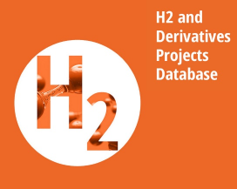 H2 and
Derivatives
Projects
Database
H2